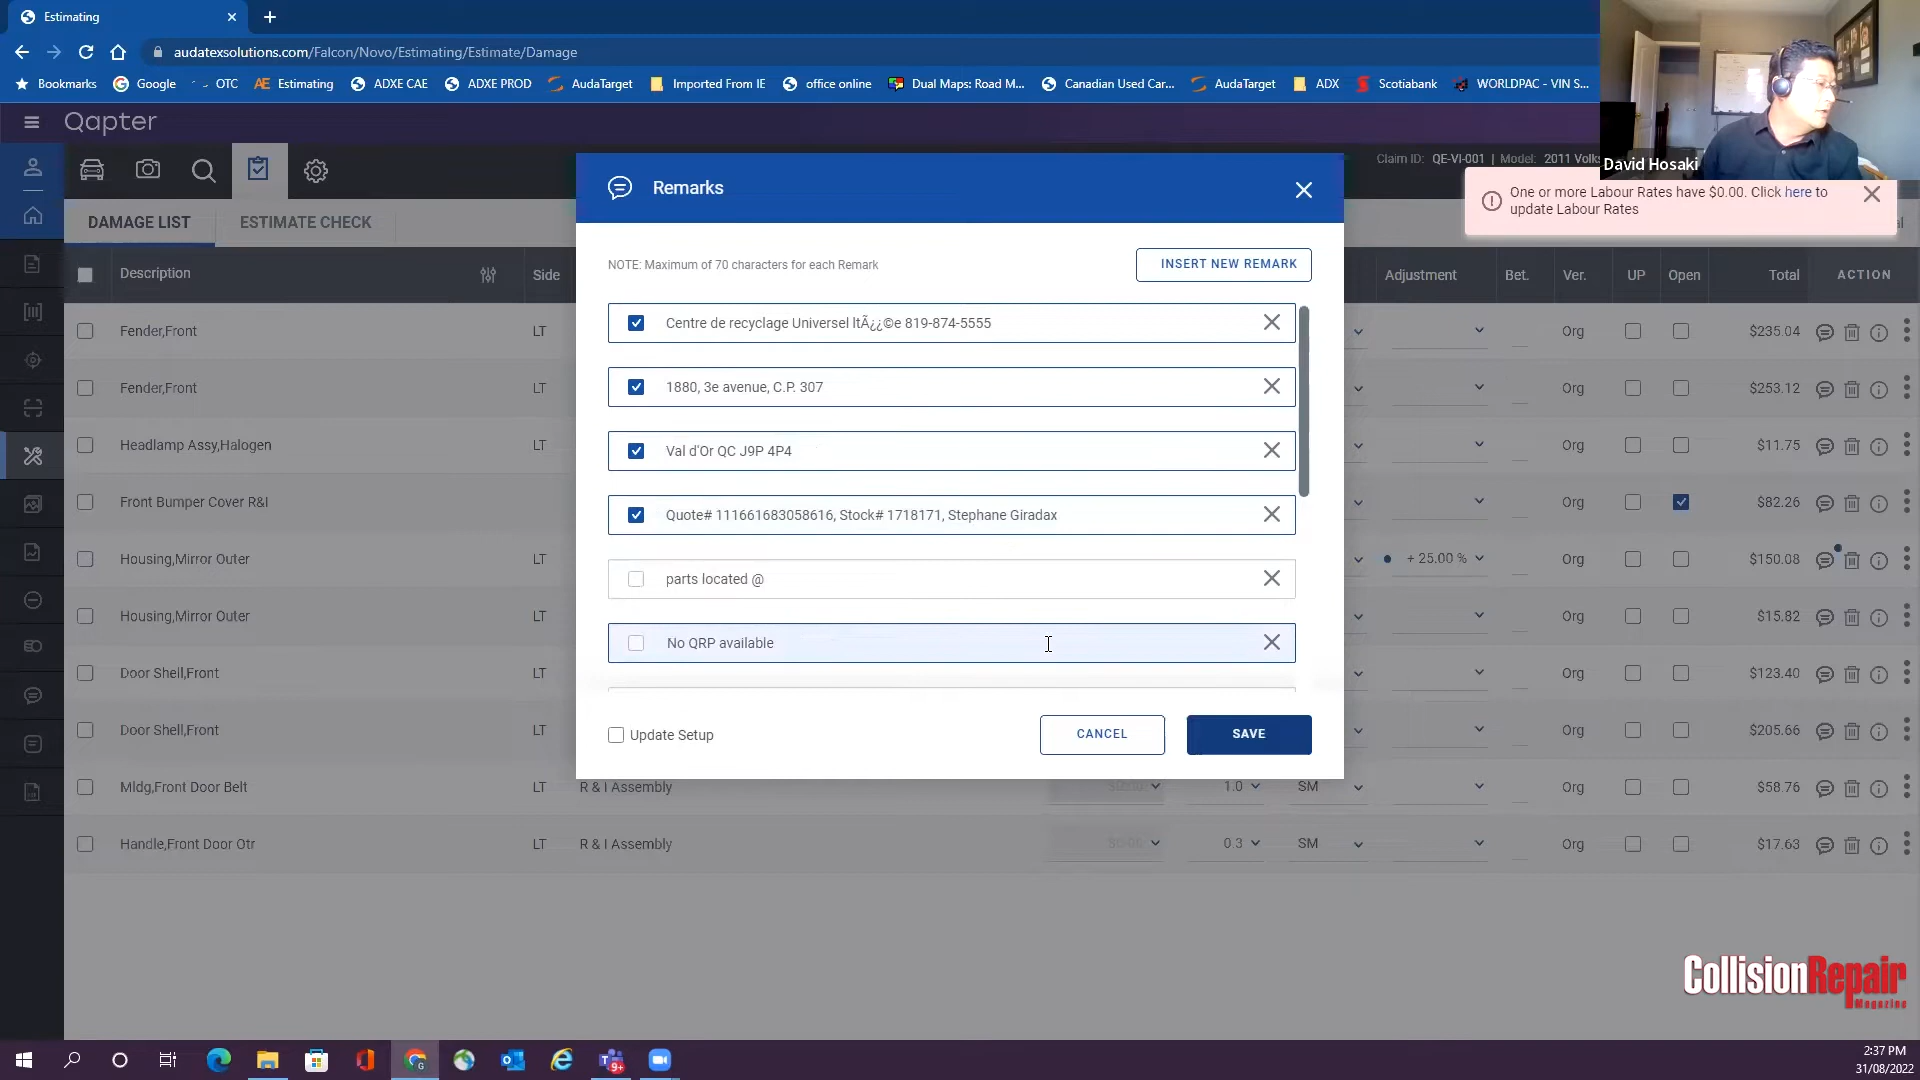 Estimating
audatexsolutions.com/Falcon/Novo/Estimating/Estimate/Damage
Bookmarks Google OTC AE Estimating ADXE CAE ADXE PROD AudaTarget Imported From IE office online Dual Maps: Road M... Canadian Used Car... AudaTarget ADX Scotiabank WORLDPAC - VIN S...
Qapter
David Hosaki
Claim ID: QE-VI-001 | Model: 2011 Volks
One or more Labour Rates have $0.00. Click here to
update Labour Rates
DAMAGE LIST ESTIMATE CHECK
Description Side Adjustment Bet. Ver. UP Open Total ACTION
Remarks
NOTE: Maximum of 70 characters for each Remark
INSERT NEW REMARK
Centre de recyclage Universel ltÃ¿¿©e 819-874-5555
1880, 3e avenue, C.P. 307
Val d'Or QC J9P 4P4
Quote# 111661683058616, Stock# 1718171, Stephane Giradax
parts located @
No QRP available
Update Setup
CANCEL
SAVE
Fender,Front LT Org $235.04
Fender,Front LT Org $253.12
Headlamp Assy,Halogen LT Org $11.75
Front Bumper Cover R&I LT Org $82.26
Housing,Mirror Outer LT + 25.00 % Org $150.08
Housing,Mirror Outer LT Org $15.82
Door Shell,Front LT Org $123.40
Door Shell,Front LT Org $205.66
Mldg,Front Door Belt LT R & I Assembly 1.0 SM Org $58.76
Handle,Front Door Otr LT R & I Assembly 0.3 SM Org $17.63
CollisionRepair
Magazine
9+
2:37 PM
31/08/2022